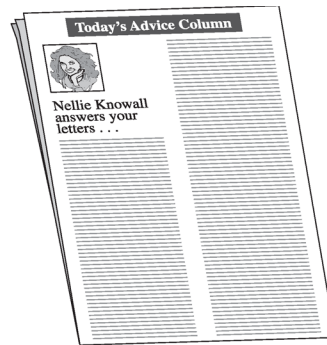 Today's Advice Column
Nellie Knowall
answers your
letters . . .